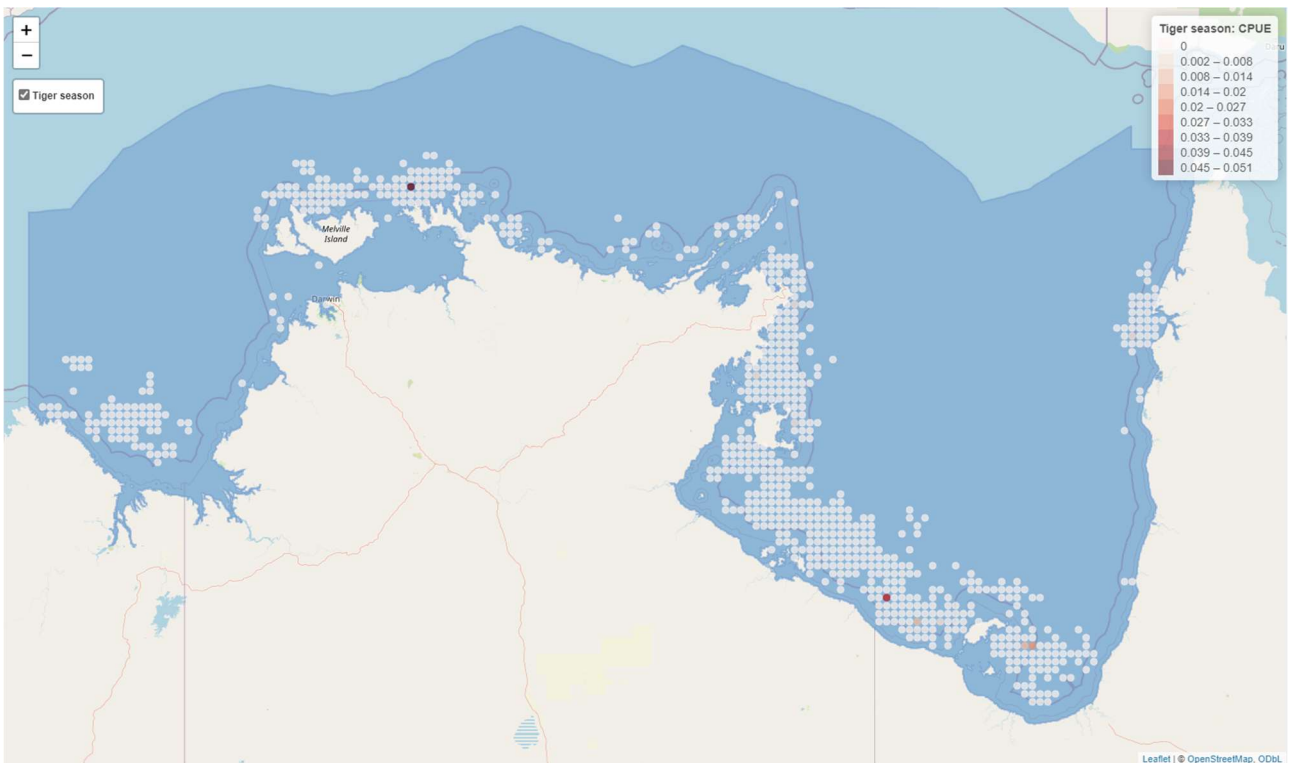 +
−
Tiger season
Tiger season: CPUE
0
0.002 – 0.008
0.008 – 0.014
0.014 – 0.02
0.02 – 0.027
0.027 – 0.033
0.033 – 0.039
0.039 – 0.045
0.045 – 0.051
Daru
Melville
Island
Darwin
Leaflet | © OpenStreetMap, ODbL